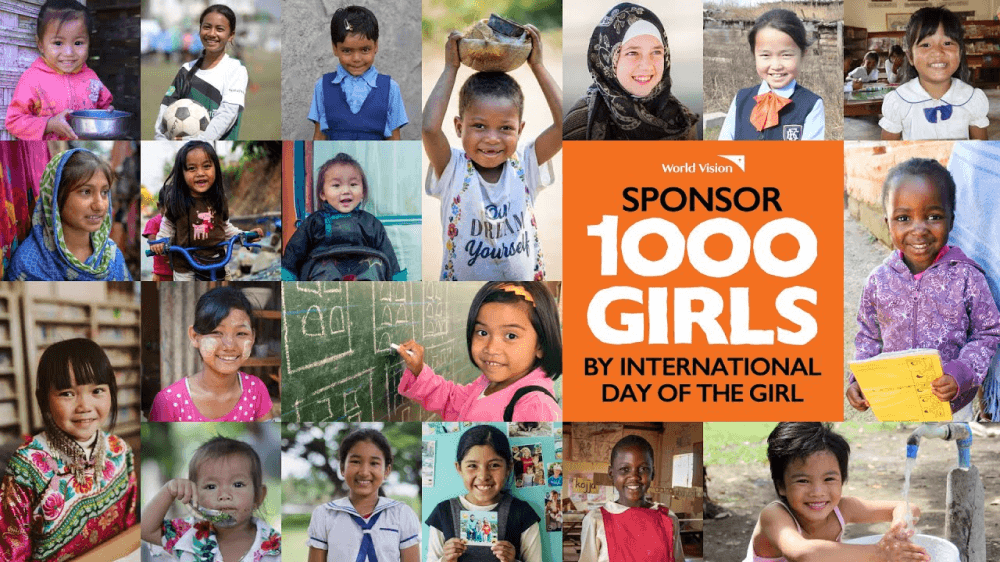 DREAM
Yourself
World Vision
SPONSOR
1000
GIRLS
BY INTERNATIONAL
DAY OF THE GIRL